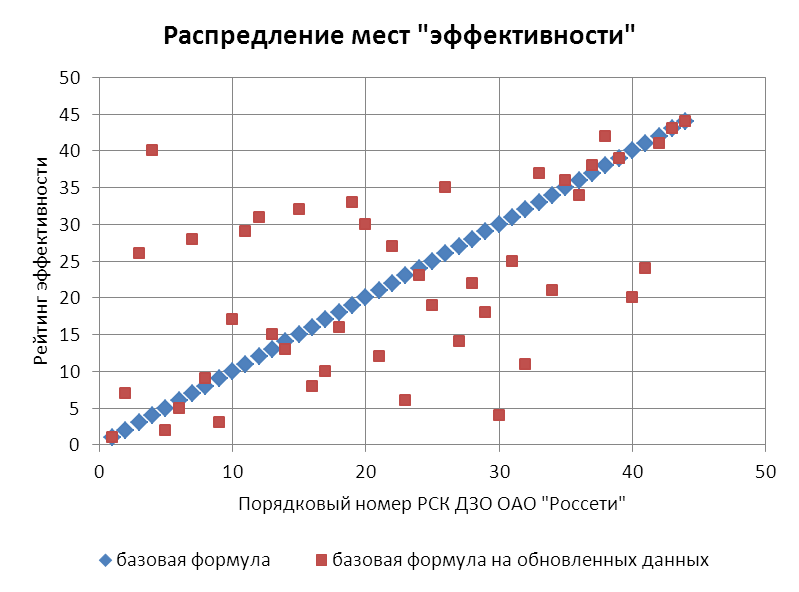 Распредление мест "эффективности"
Рейтинг эффективности
50
45
40
35
30
25
20
15
10
5
0
0 10 20 30 40 50
Порядковый номер РСК ДЗО ОАО "Россети"
базовая формула базовая формула на обновленных данных